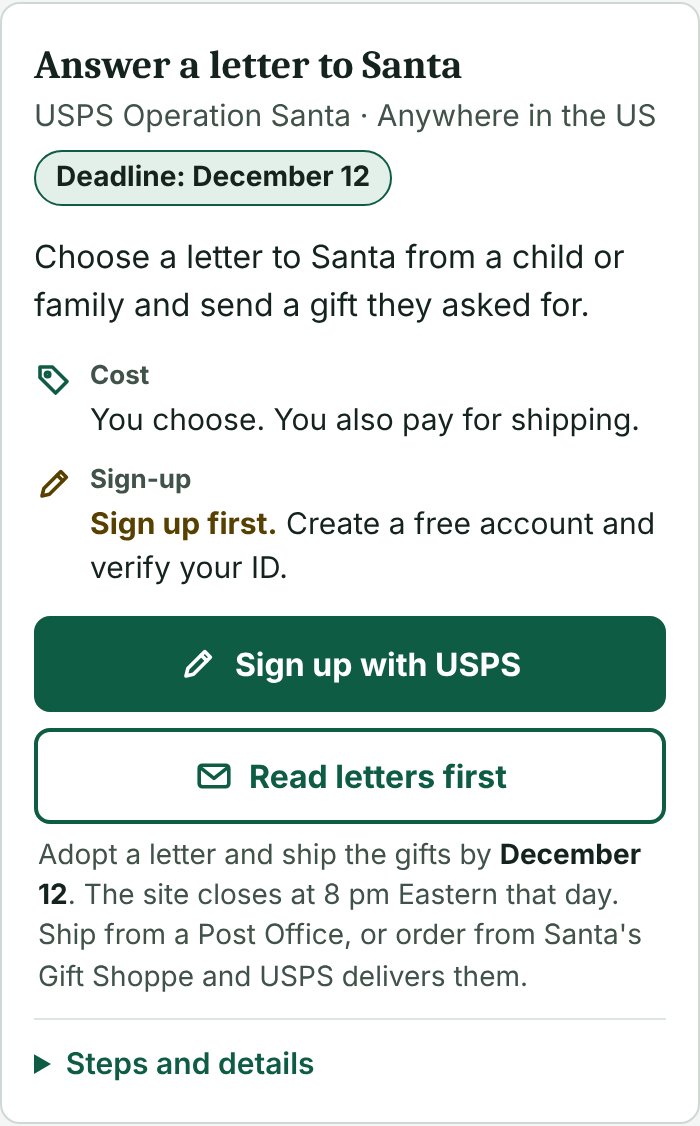 Answer a letter to Santa
USPS Operation Santa · Anywhere in the US
Deadline: December 12
Choose a letter to Santa from a child or
family and send a gift they asked for.
Cost
You choose. You also pay for shipping.
Sign-up
Sign up first. Create a free account and
verify your ID.
Sign up with USPS
Read letters first
Adopt a letter and ship the gifts by December
12. The site closes at 8 pm Eastern that day.
Ship from a Post Office, or order from Santa's
Gift Shoppe and USPS delivers them.
Steps and details